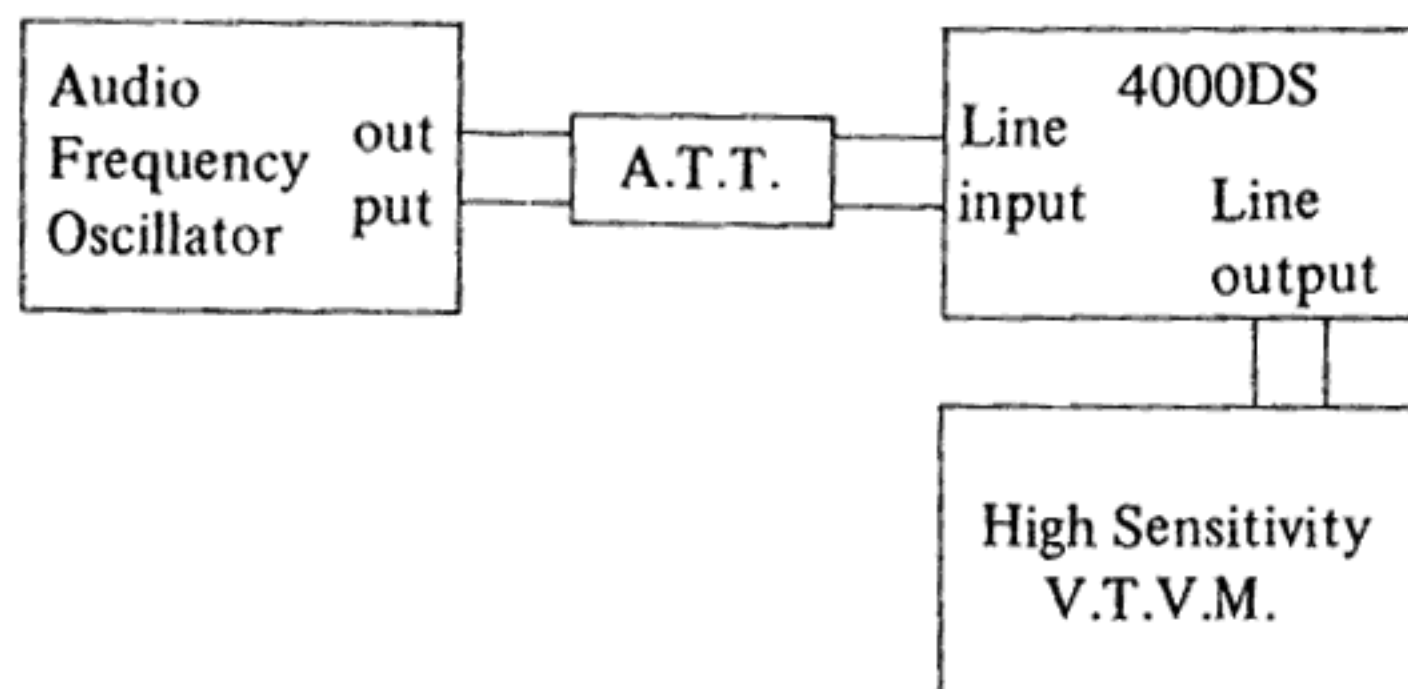 Audio
Frequency
Oscillator
out
put
A.T.T.
4000DS
Line
input
Line
output
High Sensitivity
V.T.V.M.